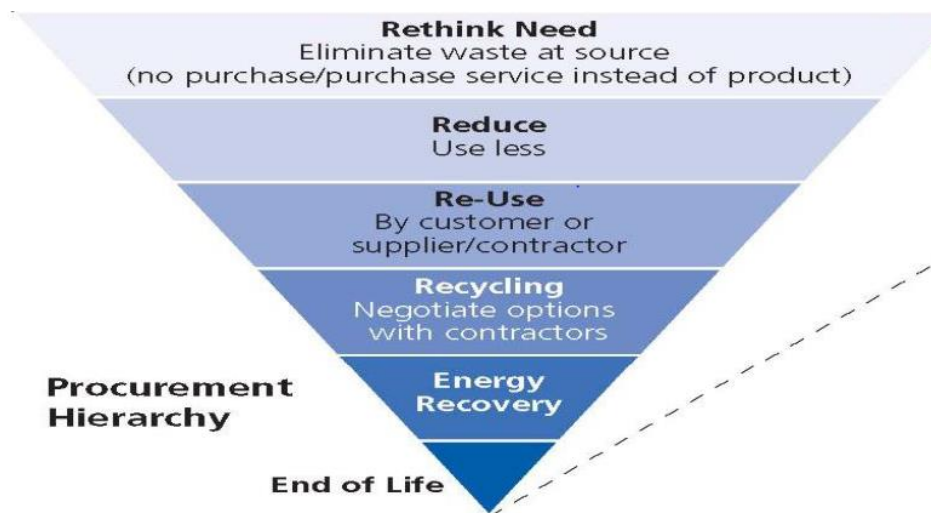 Rethink Need
Eliminate waste at source
(no purchase/purchase service instead of product)
Reduce
Use less
Re-Use
By customer or
supplier/contractor
Recycling
Negotiate options
with contractors
Energy
Recovery
Procurement
Hierarchy
End of Life